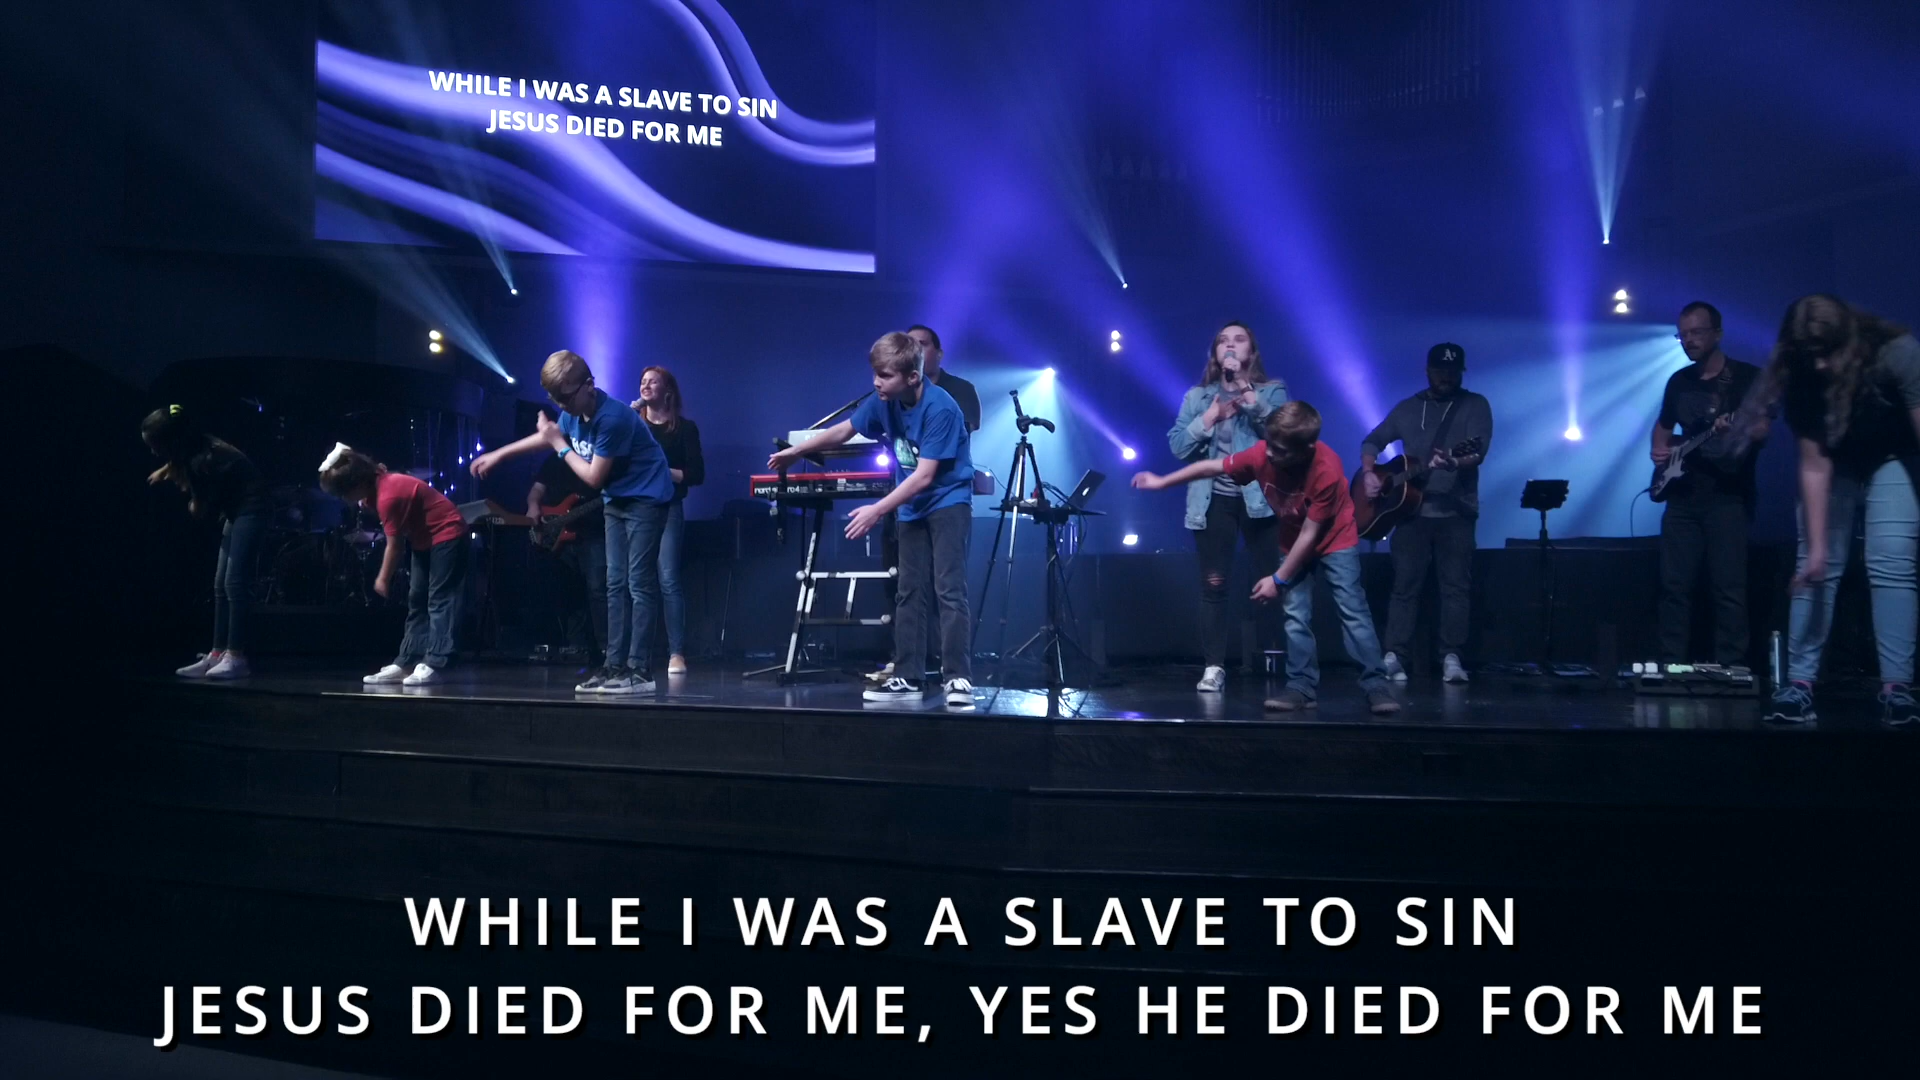 WHILE I WAS A SLAVE TO SIN
JESUS DIED FOR ME
A's
WHILE I WAS A SLAVE TO SIN
JESUS DIED FOR ME, YES HE DIED FOR ME